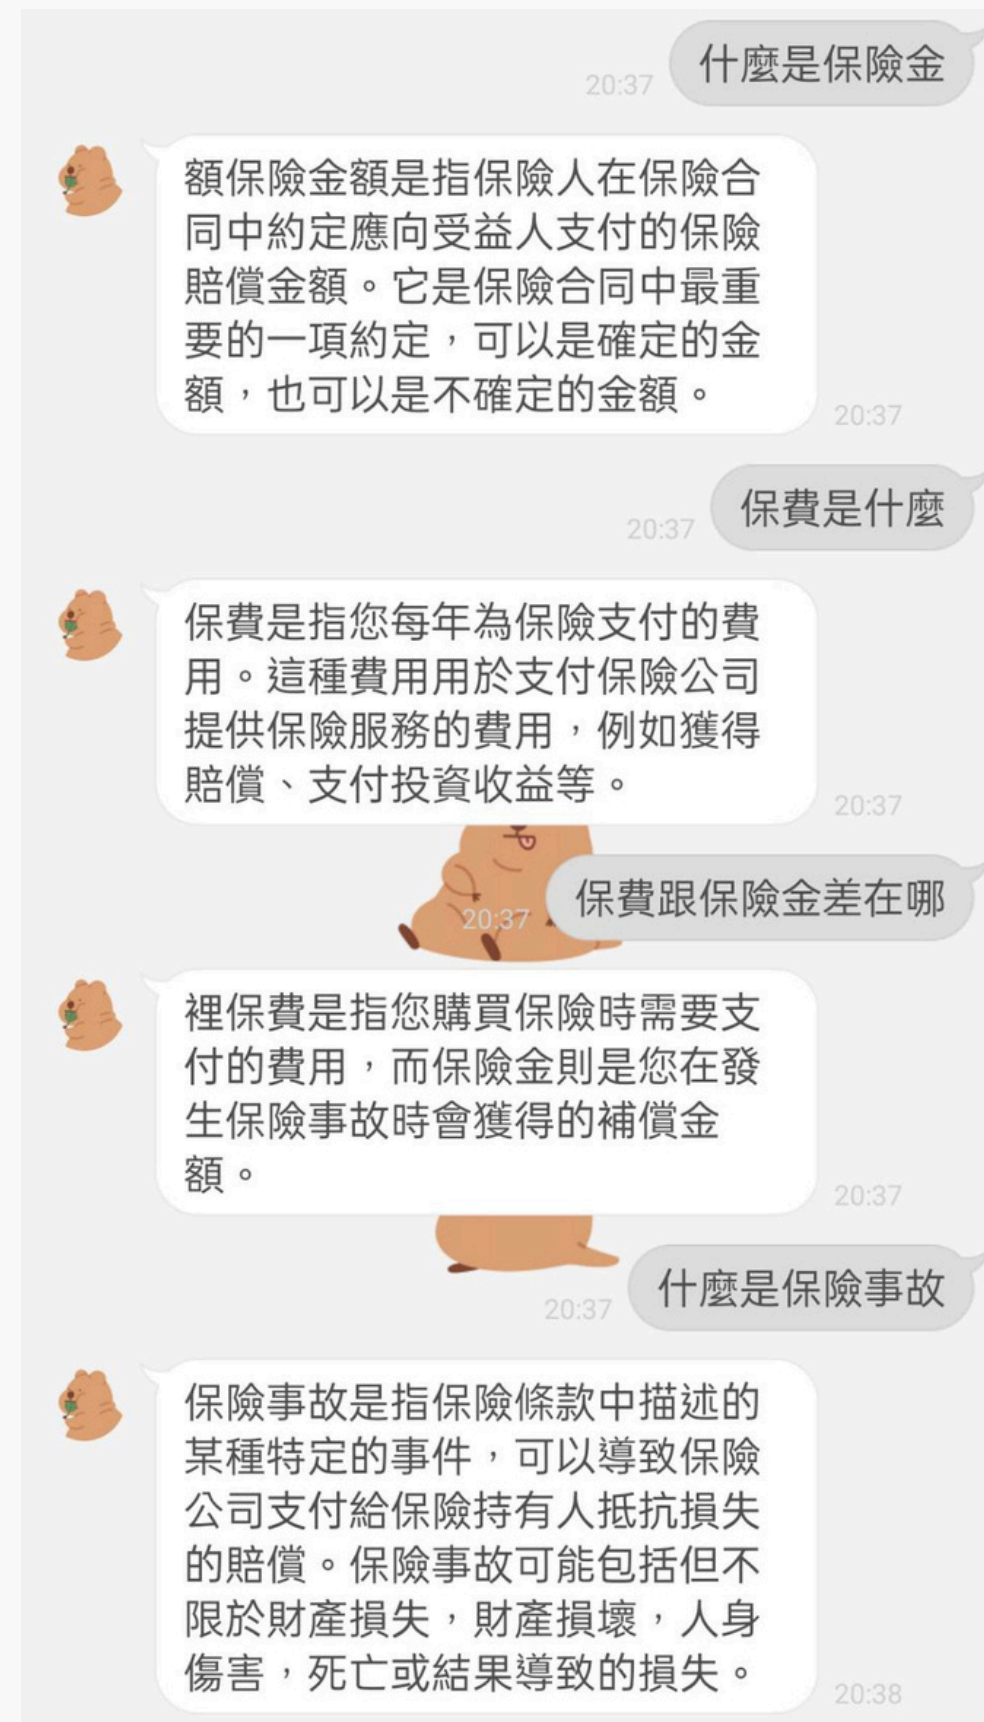 什麼是保險金
20:37
額保險金額是指保險人在保險合
同中約定應向受益人支付的保險
賠償金額。它是保險合同中最重
要的一項約定，可以是確定的金
額，也可以是不確定的金額。
20:37
保費是什麼
20:37
保費是指您每年為保險支付的費
用。這種費用用於支付保險公司
提供保險服務的費用，例如獲得
賠償、支付投資收益等。
20:37
保費跟保險金差在哪
20:37
裡保費是指您購買保險時需要支
付的費用，而保險金則是您在發
生保險事故時會獲得的補償金
額。
20:37
什麼是保險事故
20:37
保險事故是指保險條款中描述的
某種特定的事件，可以導致保險
公司支付給保險持有人抵抗損失
的賠償。保險事故可能包括但不
限於財產損失，財產損壞，人身
傷害，死亡或結果導致的損失。
20:38